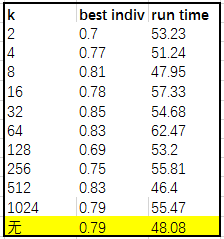 k best indiv run time
2 0.7 53.23
4 0.77 51.24
8 0.81 47.95
16 0.78 57.33
32 0.85 54.68
64 0.83 62.47
128 0.69 53.2
256 0.75 55.81
512 0.83 46.4
1024 0.79 55.47
无 0.79 48.08